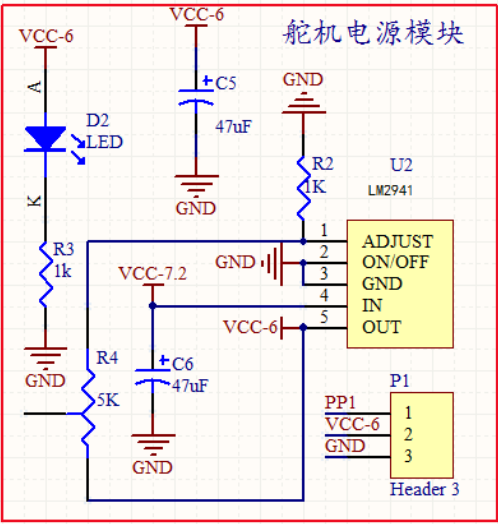 舵机电源模块
VCC-6
A
D2
LED
K
R3
1k
GND
VCC-6
C5
47uF
GND
GND
R2
1K
U2
LM2941
1 ADJUST
2 ON/OFF
3 GND
4 IN
5 OUT
GND
VCC-7.2
VCC-6
R4
5K
C6
47uF
GND
P1
PP1 1
VCC-6 2
GND 3
Header 3